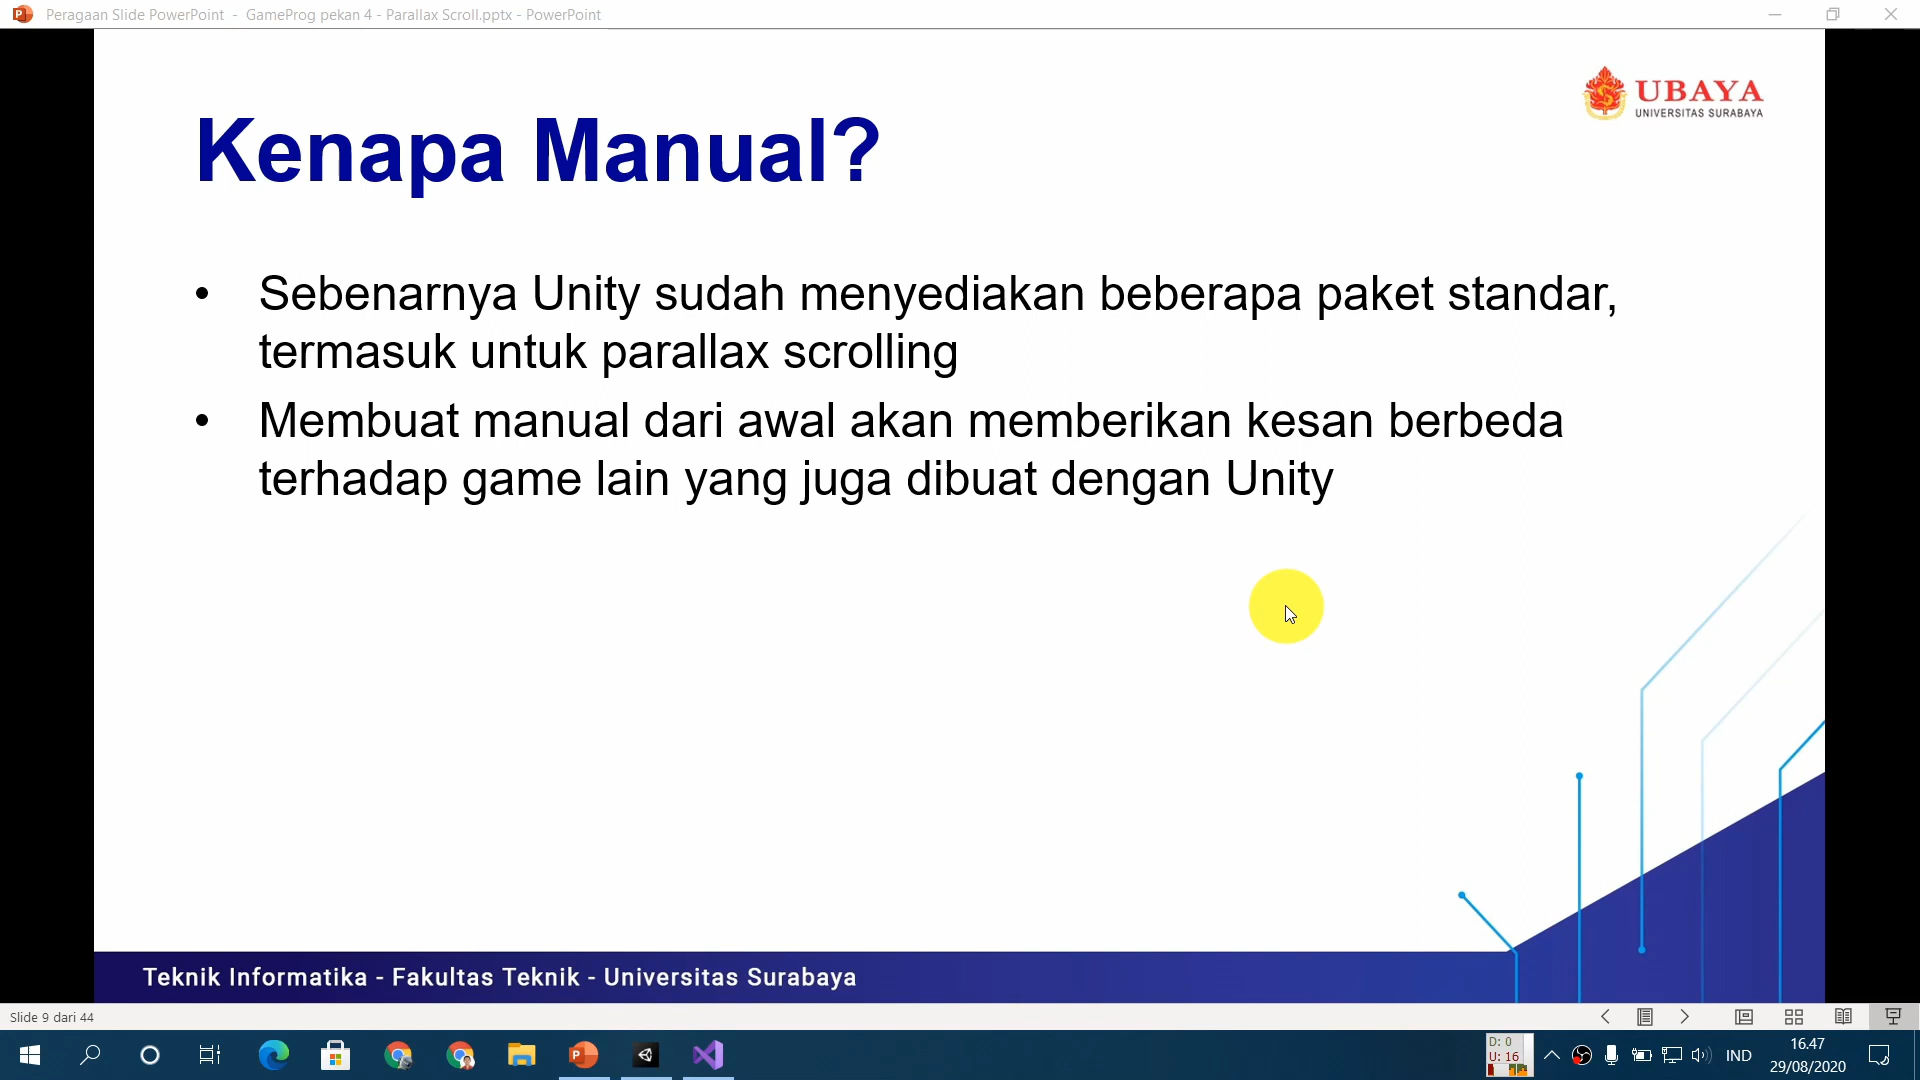 Peragaan Slide PowerPoint - GameProg pekan 4 - Parallax Scroll.pptx - PowerPoint
UBAYA
UNIVERSITAS SURABAYA
Kenapa Manual?
• Sebenarnya Unity sudah menyediakan beberapa paket standar,
termasuk untuk parallax scrolling
• Membuat manual dari awal akan memberikan kesan berbeda
terhadap game lain yang juga dibuat dengan Unity
Teknik Informatika - Fakultas Teknik - Universitas Surabaya
Slide 9 dari 44
D: 0
U: 16
IND
16.47
29/08/2020